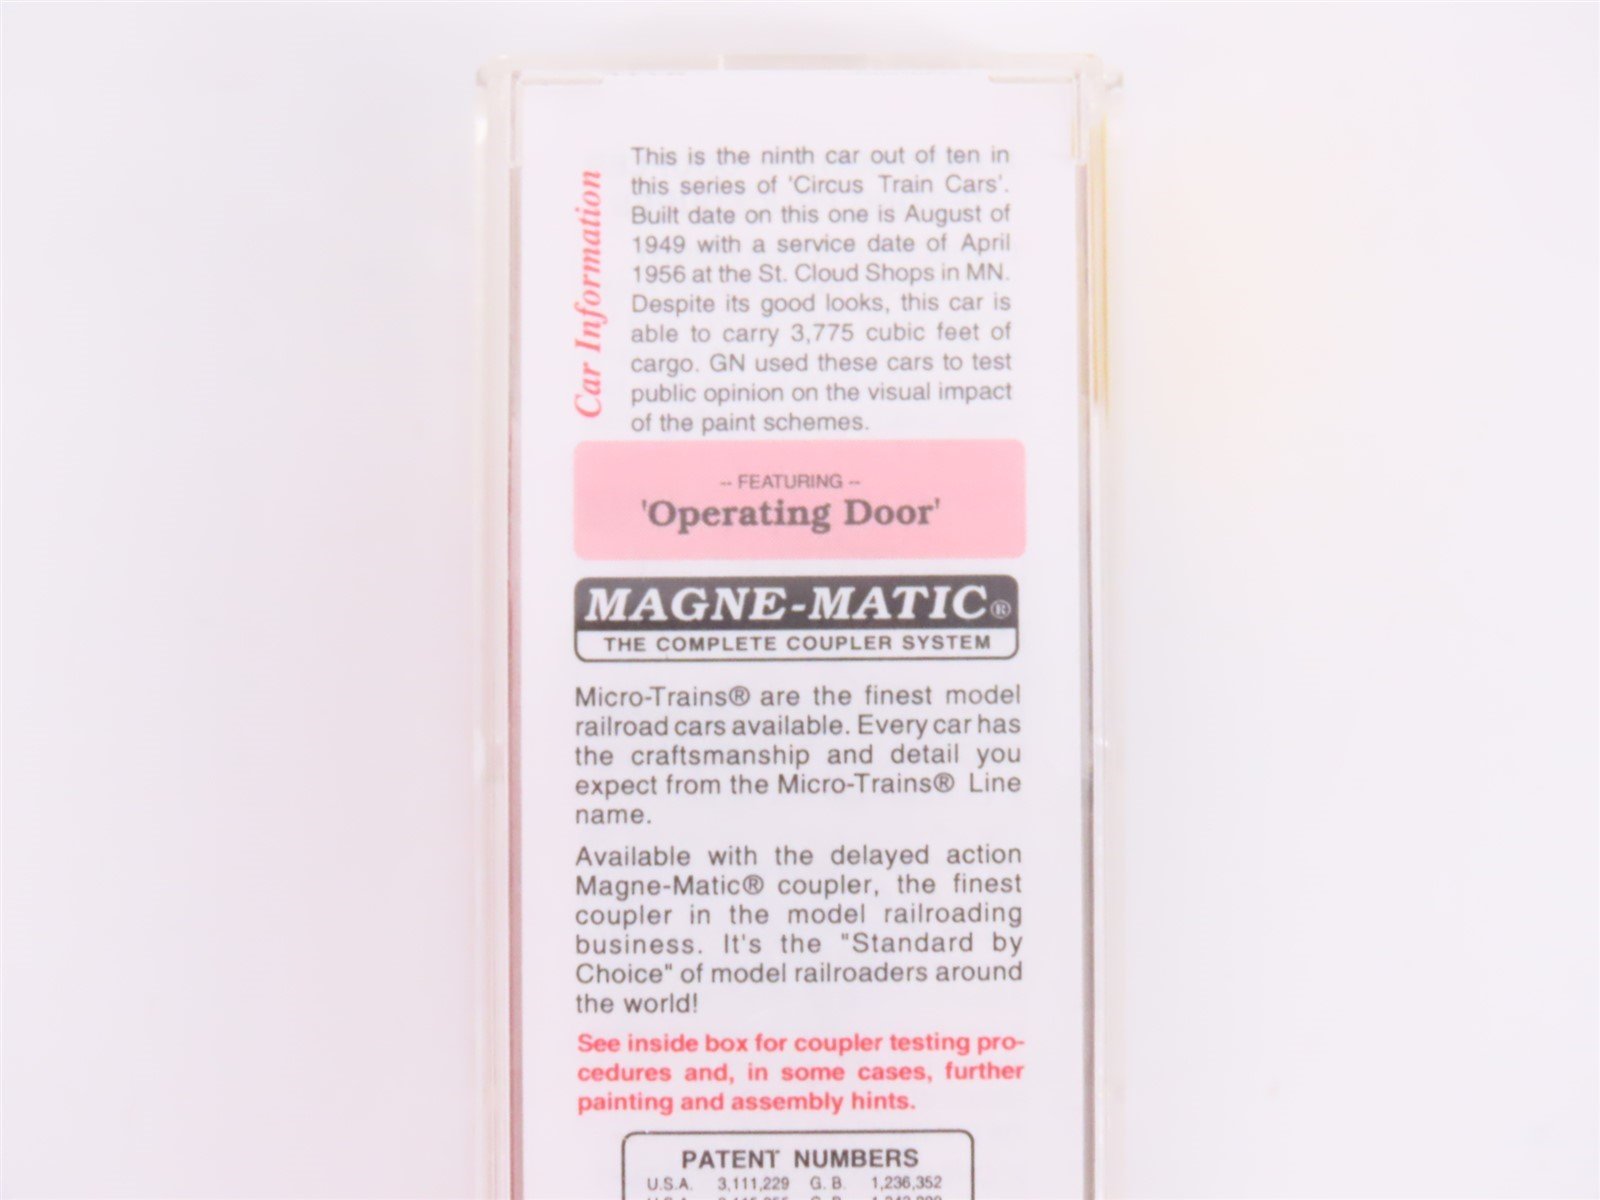 Car Information
This is the ninth car out of ten in
this series of 'Circus Train Cars'.
Built date on this one is August of
1949 with a service date of April
1956 at the St. Cloud Shops in MN.
Despite its good looks, this car is
able to carry 3,775 cubic feet of
cargo. GN used these cars to test
public opinion on the visual impact
of the paint schemes.
-- FEATURING --
'Operating Door'
MAGNE-MATIC®
THE COMPLETE COUPLER SYSTEM
Micro-Trains® are the finest model
railroad cars available. Every car has
the craftsmanship and detail you
expect from the Micro-Trains® Line
name.
Available with the delayed action
Magne-Matic® coupler, the finest
coupler in the model railroading
business. It's the "Standard by
Choice" of model railroaders around
the world!
See inside box for coupler testing pro-
cedures and, in some cases, further
painting and assembly hints.
PATENT NUMBERS
U.S.A. 3,111,229 G. B. 1,236,352